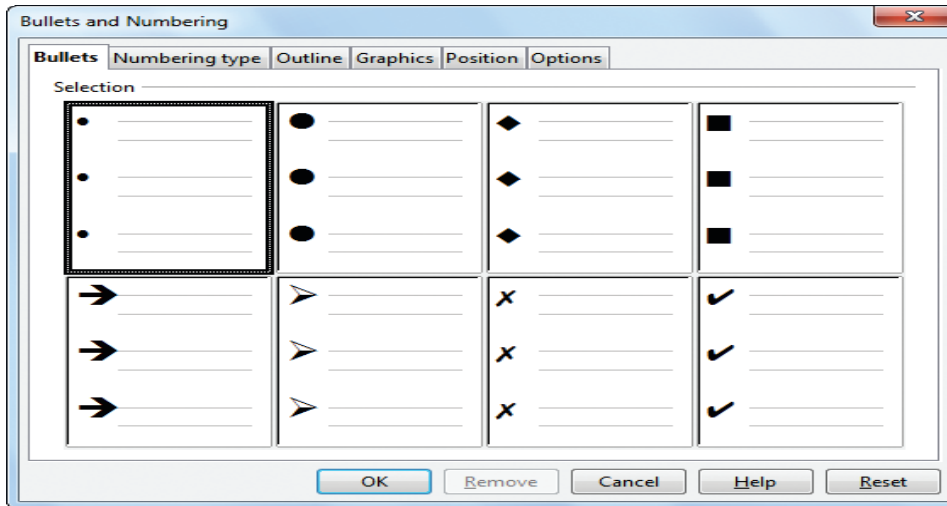 Bullets and Numbering
Bullets Numbering type Outline Graphics Position Options
Selection
OK Remove Cancel Help Reset